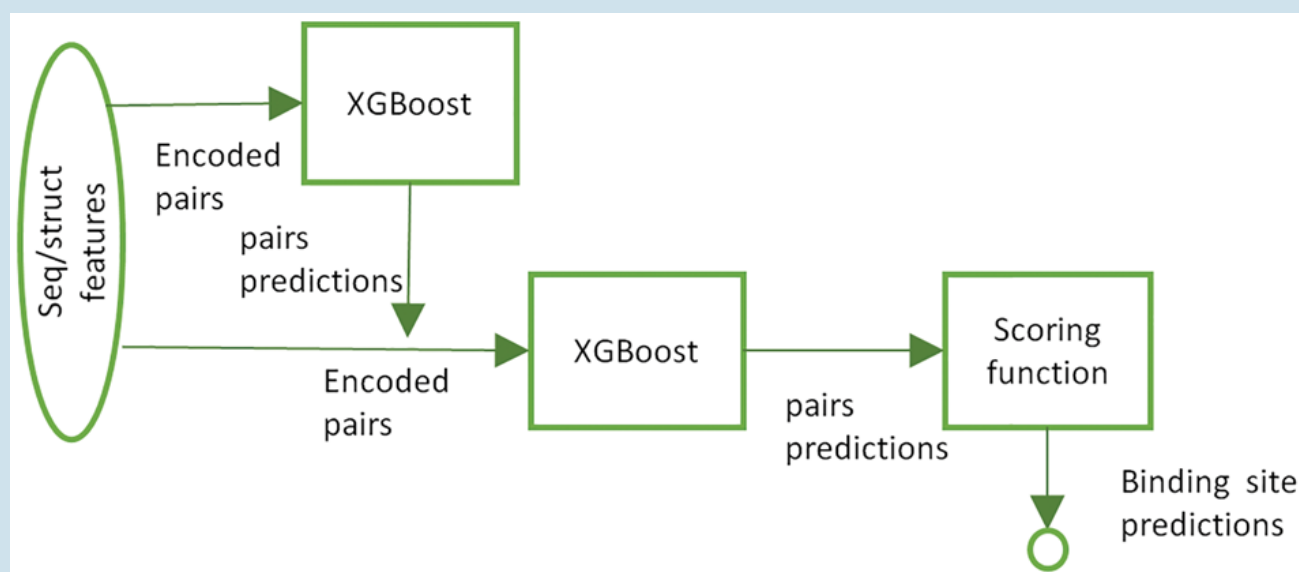 Seq/struct
features
XGBoost
Encoded
pairs
pairs
predictions
XGBoost
Encoded
pairs
Scoring
function
pairs
predictions
Binding site
predictions